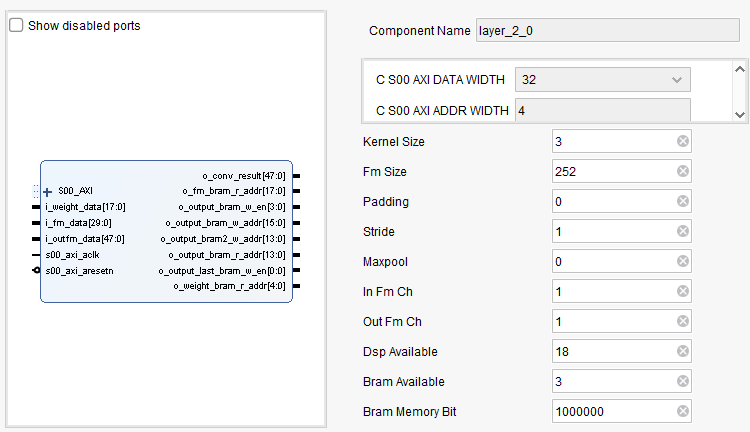 Show disabled ports
S00_AXI
i_weight_data[17:0]
i_fm_data[29:0]
i_outfm_data[47:0]
s00_axi_aclk
s00_axi_aresetn
o_conv_result[47:0]
o_fm_bram_r_addr[17:0]
o_output_bram_w_en[3:0]
o_output_bram_w_addr[15:0]
o_output_bram2_w_addr[13:0]
o_output_bram_r_addr[13:0]
o_output_last_bram_w_en[0:0]
o_weight_bram_r_addr[4:0]
Component Name layer_2_0
C S00 AXI DATA WIDTH 32
C S00 AXI ADDR WIDTH 4
Kernel Size 3
Fm Size 252
Padding 0
Stride 1
Maxpool 0
In Fm Ch 1
Out Fm Ch 1
Dsp Available 18
Bram Available 3
Bram Memory Bit 1000000